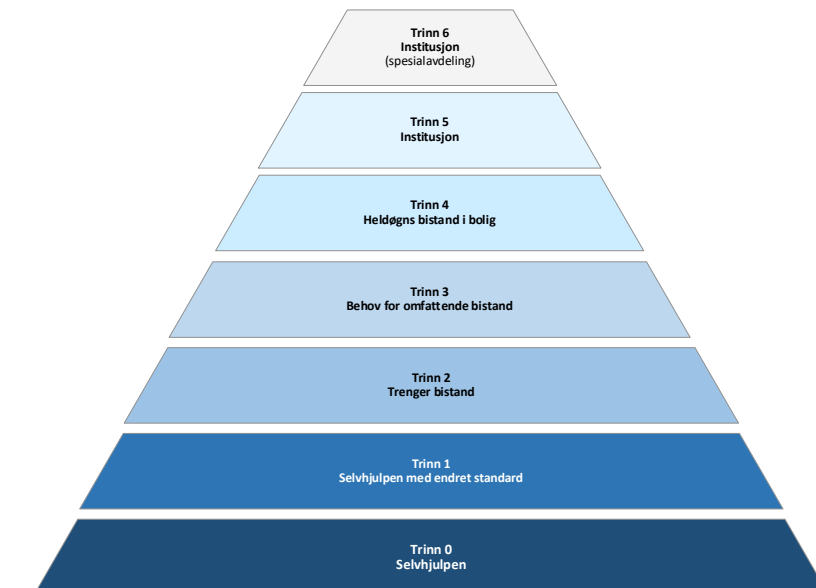 Trinn 6
Institusjon
(spesialavdeling)
Trinn 5
Institusjon
Trinn 4
Heldøgns bistand i bolig
Trinn 3
Behov for omfattende bistand
Trinn 2
Trenger bistand
Trinn 1
Selvhjulpen med endret standard
Trinn 0
Selvhjulpen